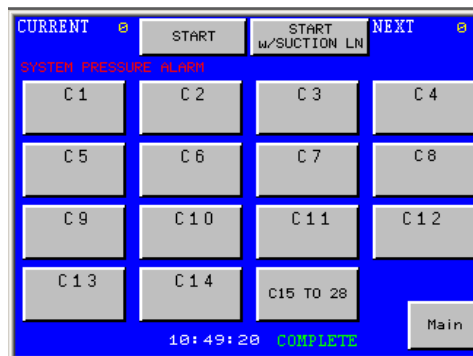 CURRENT 0 START START NEXT 0
w/SUCTION LN
SYSTEM PRESSURE ALARM
C1 C2 C3 C4
C5 C6 C7 C8
C9 C10 C11 C12
C13 C14 C15 TO 28
Main
10:49:20 COMPLETE